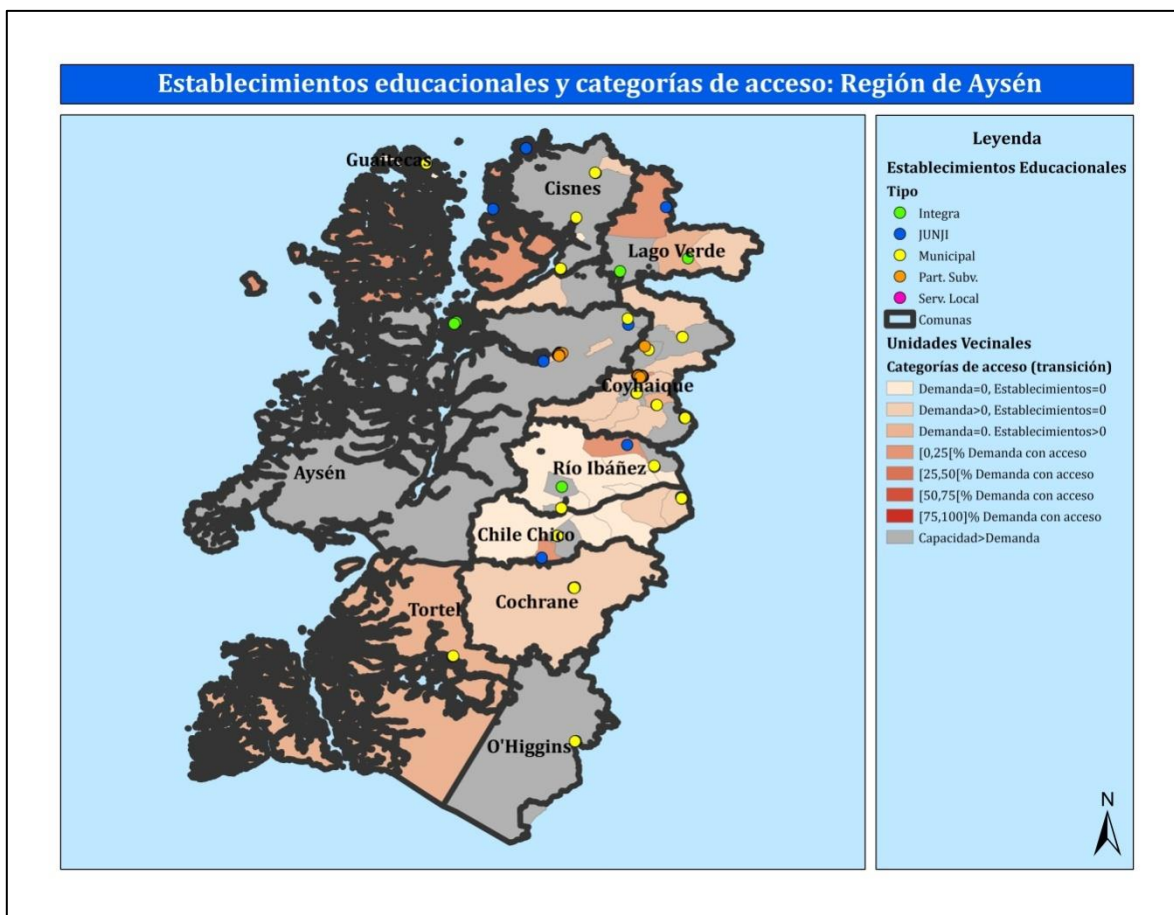 Establecimientos educacionales y categorías de acceso: Región de Aysén
Guaitecas
Cisnes
Lago Verde
Coyhaique
Aysén
Río Ibáñez
Chile Chico
Cochrane
Tortel
O'Higgins
Leyenda
Establecimientos Educacionales
Tipo
Integra
JUNJI
Municipal
Part. Subv.
Serv. Local
Comunas
Unidades Vecinales
Categorías de acceso (transición)
Demanda=0, Establecimientos=0
Demanda>0, Establecimientos=0
Demanda=0. Establecimientos>0
[0,25[% Demanda con acceso
[25,50[% Demanda con acceso
[50,75[% Demanda con acceso
[75,100]% Demanda con acceso
Capacidad>Demanda
N